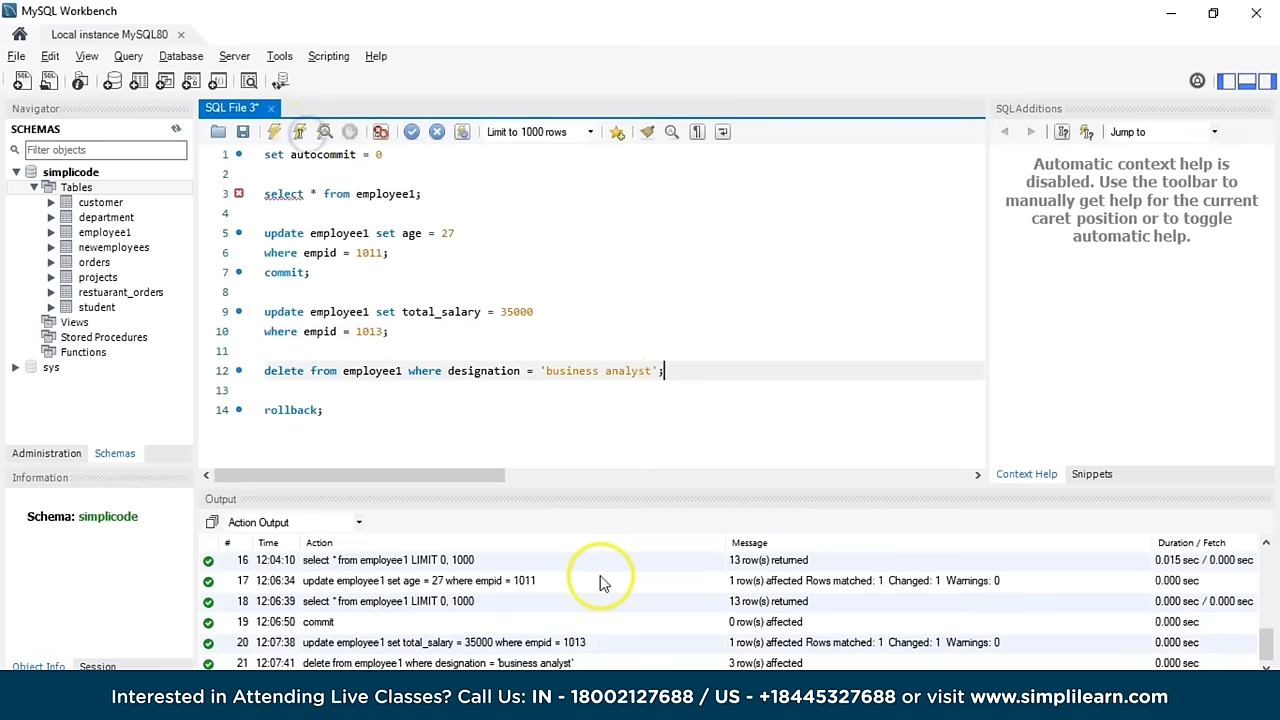 MySQL Workbench
Local instance MySQL80
File Edit View Query Database Server Tools Scripting Help
Navigator
SCHEMAS
Filter objects
simplicode
Tables
customer
department
employee1
newemployees
orders
projects
restuarant_orders
student
Views
Stored Procedures
Functions
sys
Administration Schemas
Information
Schema: simplicode
Object Info Session
SQL File 3*
Limit to 1000 rows
1 set autocommit = 0
2
3 select * from employee1;
4
5 update employee1 set age = 27
6 where empid = 1011;
7 commit;
8
9 update employee1 set total_salary = 35000
10 where empid = 1013;
11
12 delete from employee1 where designation = 'business analyst';
13
14 rollback;
SQLAdditions
Jump to
Automatic context help is
disabled. Use the toolbar to
manually get help for the current
caret position or to toggle
automatic help.
Context Help Snippets
Output
Action Output
# Time Action Message Duration / Fetch
16 12:04:10 select * from employee1 LIMIT 0, 1000 13 row(s) returned 0.015 sec / 0.000 sec
17 12:06:34 update employee1 set age = 27 where empid = 1011 1 row(s) affected Rows matched: 1 Changed: 1 Warnings: 0 0.000 sec
18 12:06:39 select * from employee1 LIMIT 0, 1000 13 row(s) returned 0.000 sec / 0.000 sec
19 12:06:50 commit 0 row(s) affected 0.000 sec
20 12:07:38 update employee1 set total_salary = 35000 where empid = 1013 1 row(s) affected Rows matched: 1 Changed: 1 Warnings: 0 0.000 sec
21 12:07:41 delete from employee1 where designation = 'business analyst' 3 row(s) affected 0.000 sec
Interested in Attending Live Classes? Call Us: IN - 18002127688 / US - +18445327688 or visit www.simplilearn.com